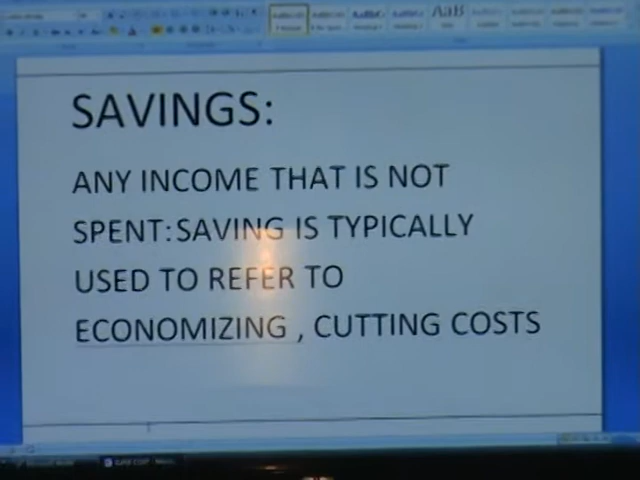 SAVINGS:
ANY INCOME THAT IS NOT
SPENT:SAVING IS TYPICALLY
USED TO REFER TO
ECONOMIZING , CUTTING COSTS